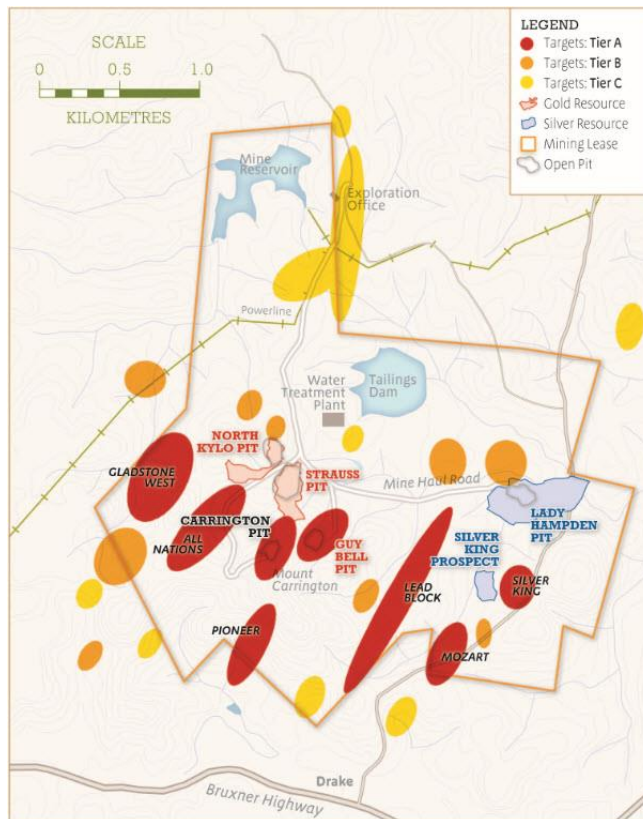 SCALE
0 0.5 1.0
KILOMETRES
LEGEND
Targets: Tier A
Targets: Tier B
Targets: Tier C
Gold Resource
Silver Resource
Mining Lease
Open Pit
Mine
Reservoir
Exploration
Office
Powerline
Water
Treatment
Plant
Tailings
Dam
NORTH
KYLO PIT
GLADSTONE
WEST
STRAUSS
PIT
Mine Haul Road
CARRINGTON
PIT
ALL
NATIONS
LADY
HAMPDEN
PIT
GUY
BELL
PIT
SILVER
KING
PROSPECT
Mount
Carrington
LEAD
BLOCK
SILVER
KING
PIONEER
MOZART
Drake
Bruxner Highway